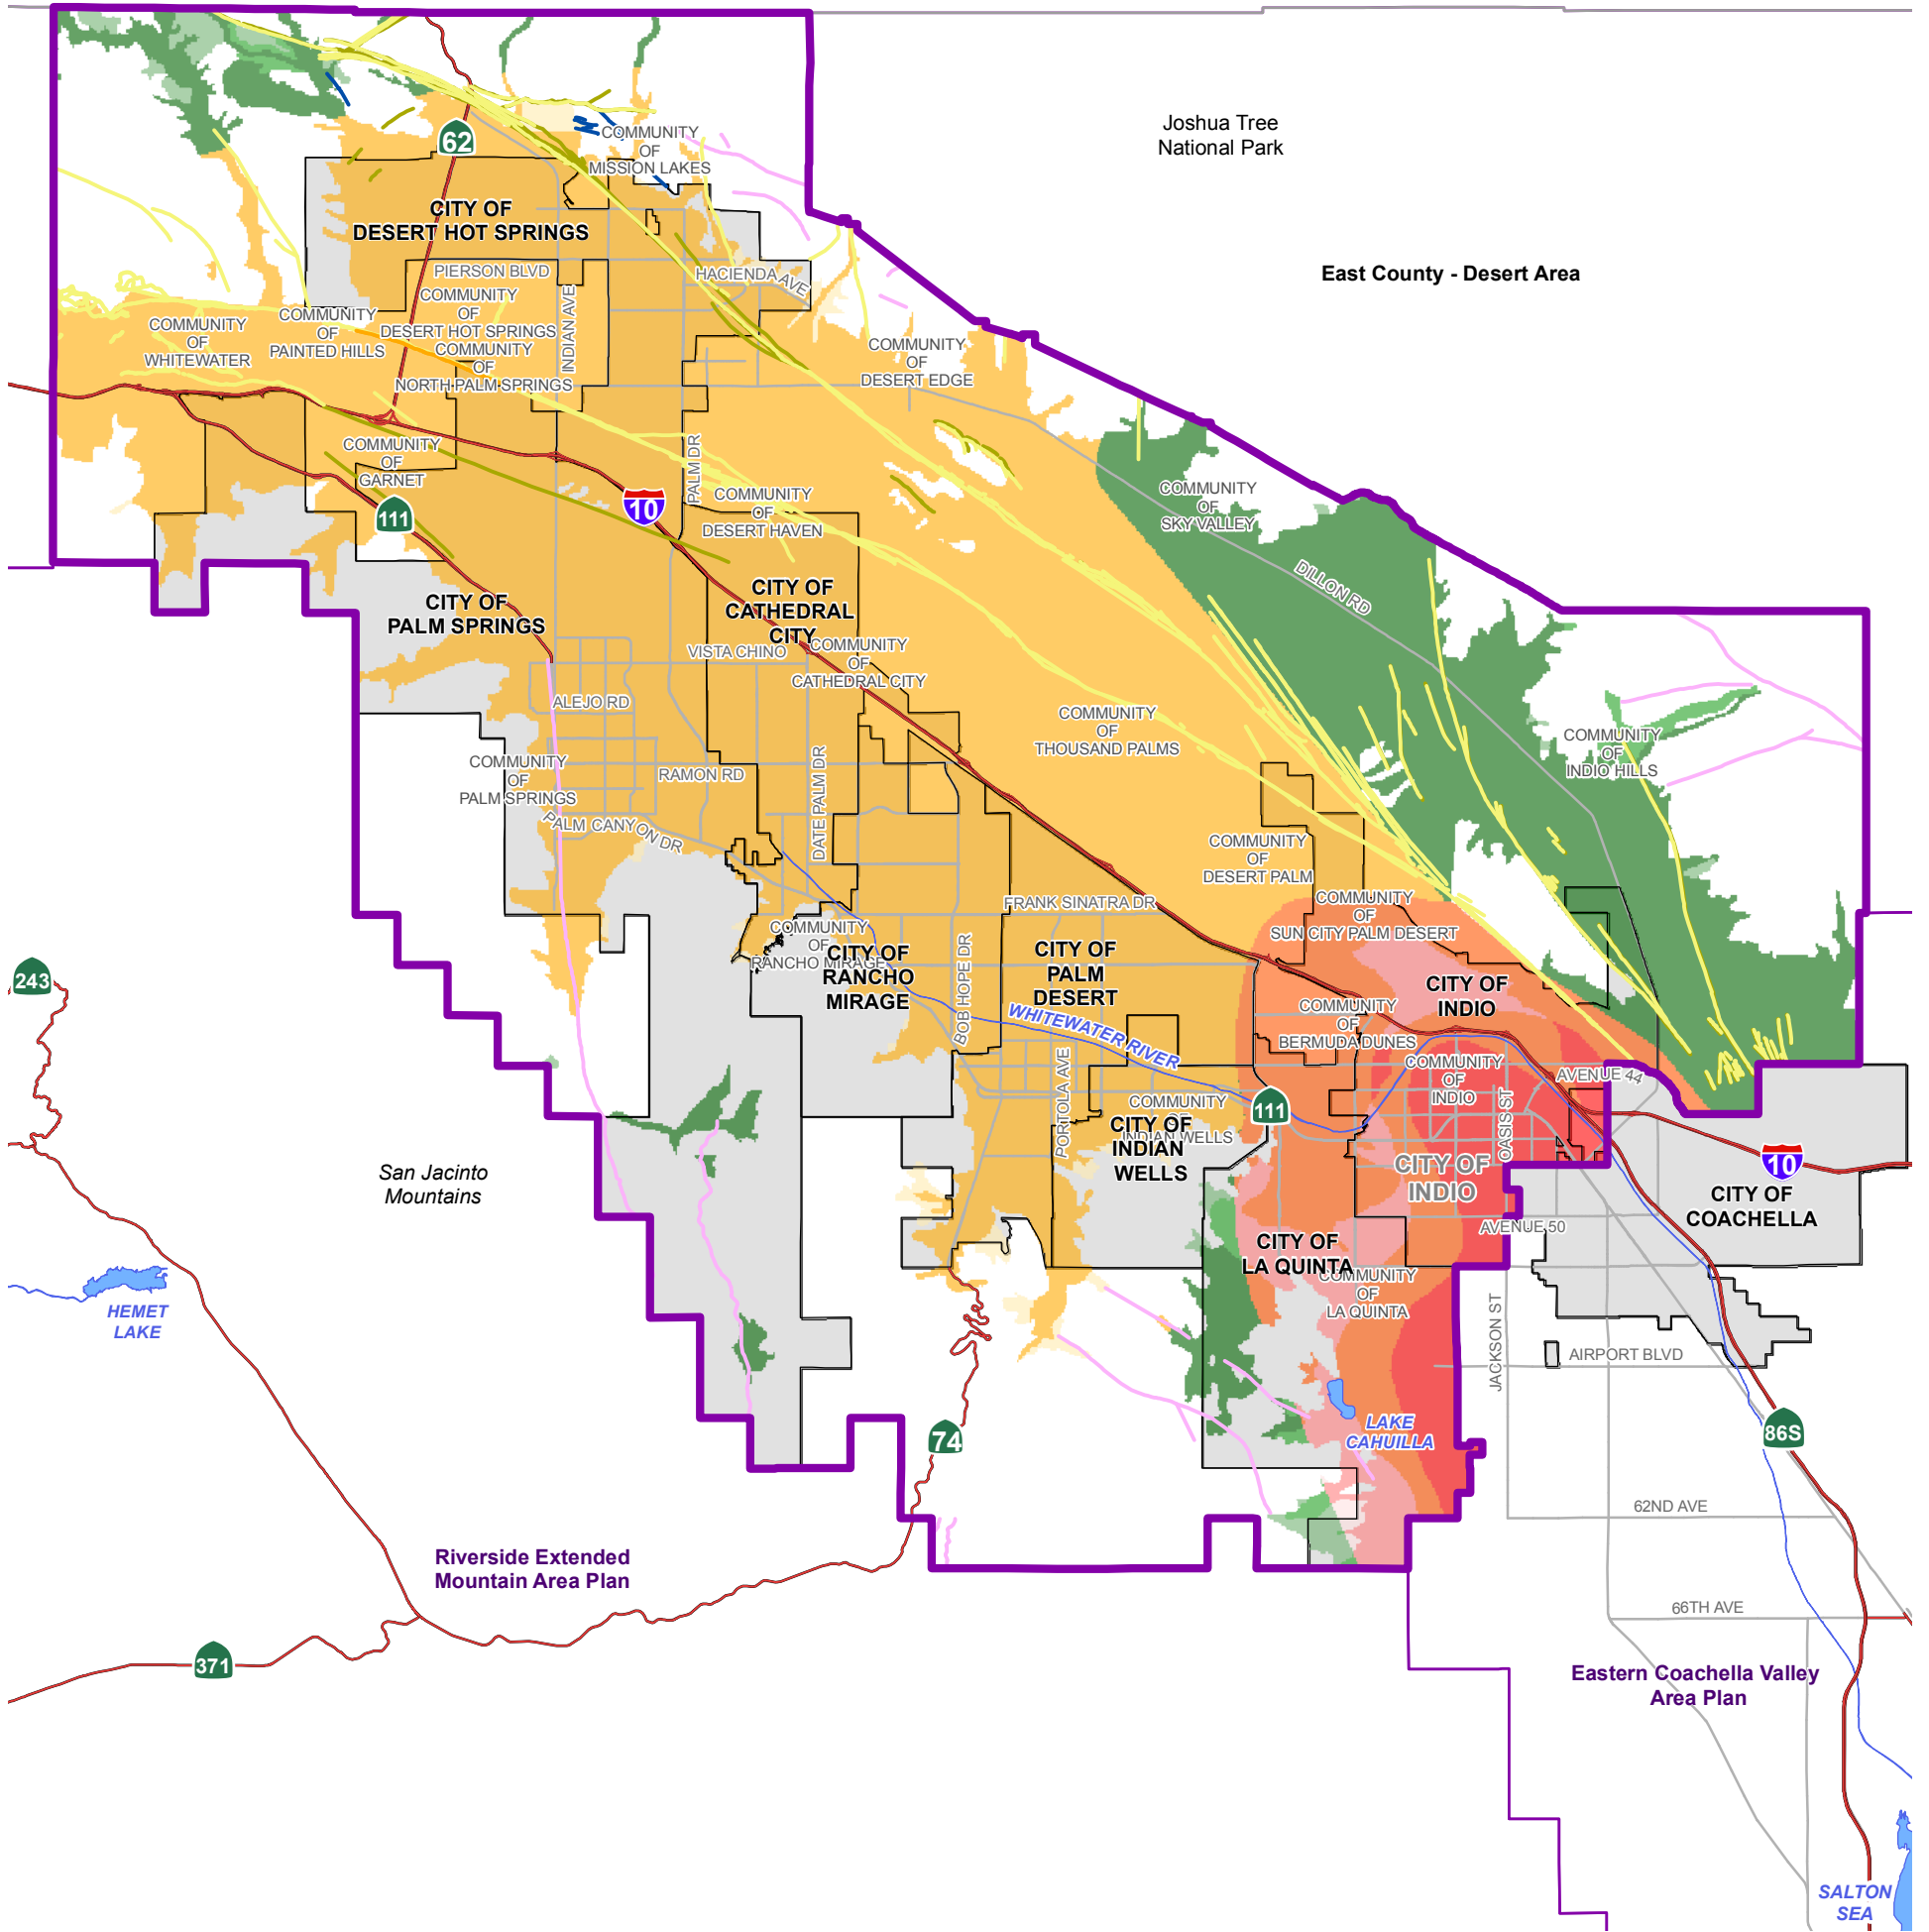 Joshua Tree
National Park
COMMUNITY
OF
MISSION LAKES
62
CITY OF
DESERT HOT SPRINGS
PIERSON BLVD
HACIENDA AVE
East County - Desert Area
COMMUNITY
OF
DESERT HOT SPRINGS
INDIAN AVE
COMMUNITY
OF
WHITEWATER
COMMUNITY
OF
PAINTED HILLS
COMMUNITY
OF
NORTH PALM SPRINGS
COMMUNITY
OF
DESERT EDGE
COMMUNITY
OF
GARNET
PALM DR
111
10
COMMUNITY
OF
DESERT HAVEN
COMMUNITY
OF
SKY VALLEY
DILLON RD
CITY OF
PALM SPRINGS
CITY OF
CATHEDRAL
CITY
VISTA CHINO
COMMUNITY
OF
CATHEDRAL CITY
ALEJO RD
COMMUNITY
OF
THOUSAND PALMS
COMMUNITY
OF
INDIO HILLS
COMMUNITY
OF
PALM SPRINGS
RAMON RD
DATE PALM DR
PALM CANYON DR
COMMUNITY
OF
DESERT PALM
FRANK SINATRA DR
COMMUNITY
OF
SUN CITY PALM DESERT
COMMUNITY
OF
RANCHO MIRAGE
CITY OF
RANCHO
MIRAGE
BOB HOPE DR
CITY OF
PALM
DESERT
CITY OF
INDIO
243
WHITEWATER RIVER
COMMUNITY
OF
BERMUDA DUNES
PORTOLA AVE
COMMUNITY
OF
INDIO
AVENUE 44
COMMUNITY
OF
INDIAN WELLS
CITY OF
INDIAN
WELLS
111
OASIS ST
CITY OF
INDIO
10
San Jacinto
Mountains
CITY OF
COACHELLA
AVENUE 50
CITY OF
LA QUINTA
COMMUNITY
OF
LA QUINTA
HEMET
LAKE
JACKSON ST
AIRPORT BLVD
LAKE
CAHUILLA
74
86S
62ND AVE
Riverside Extended
Mountain Area Plan
66TH AVE
371
Eastern Coachella Valley
Area Plan
SALTON
SEA